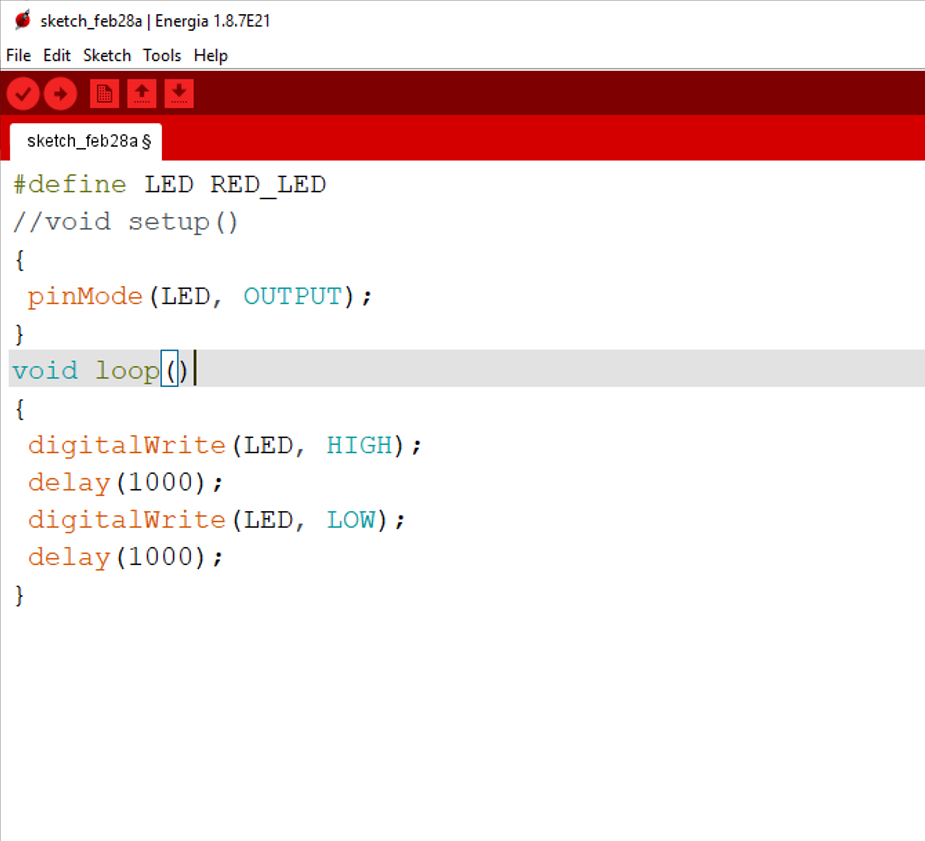 sketch_feb28a | Energia 1.8.7E21
File Edit Sketch Tools Help
sketch_feb28a §
#define LED RED_LED
//void setup()
{
 pinMode(LED, OUTPUT);
}
void loop()
{
 digitalWrite(LED, HIGH);
 delay(1000);
 digitalWrite(LED, LOW);
 delay(1000);
}